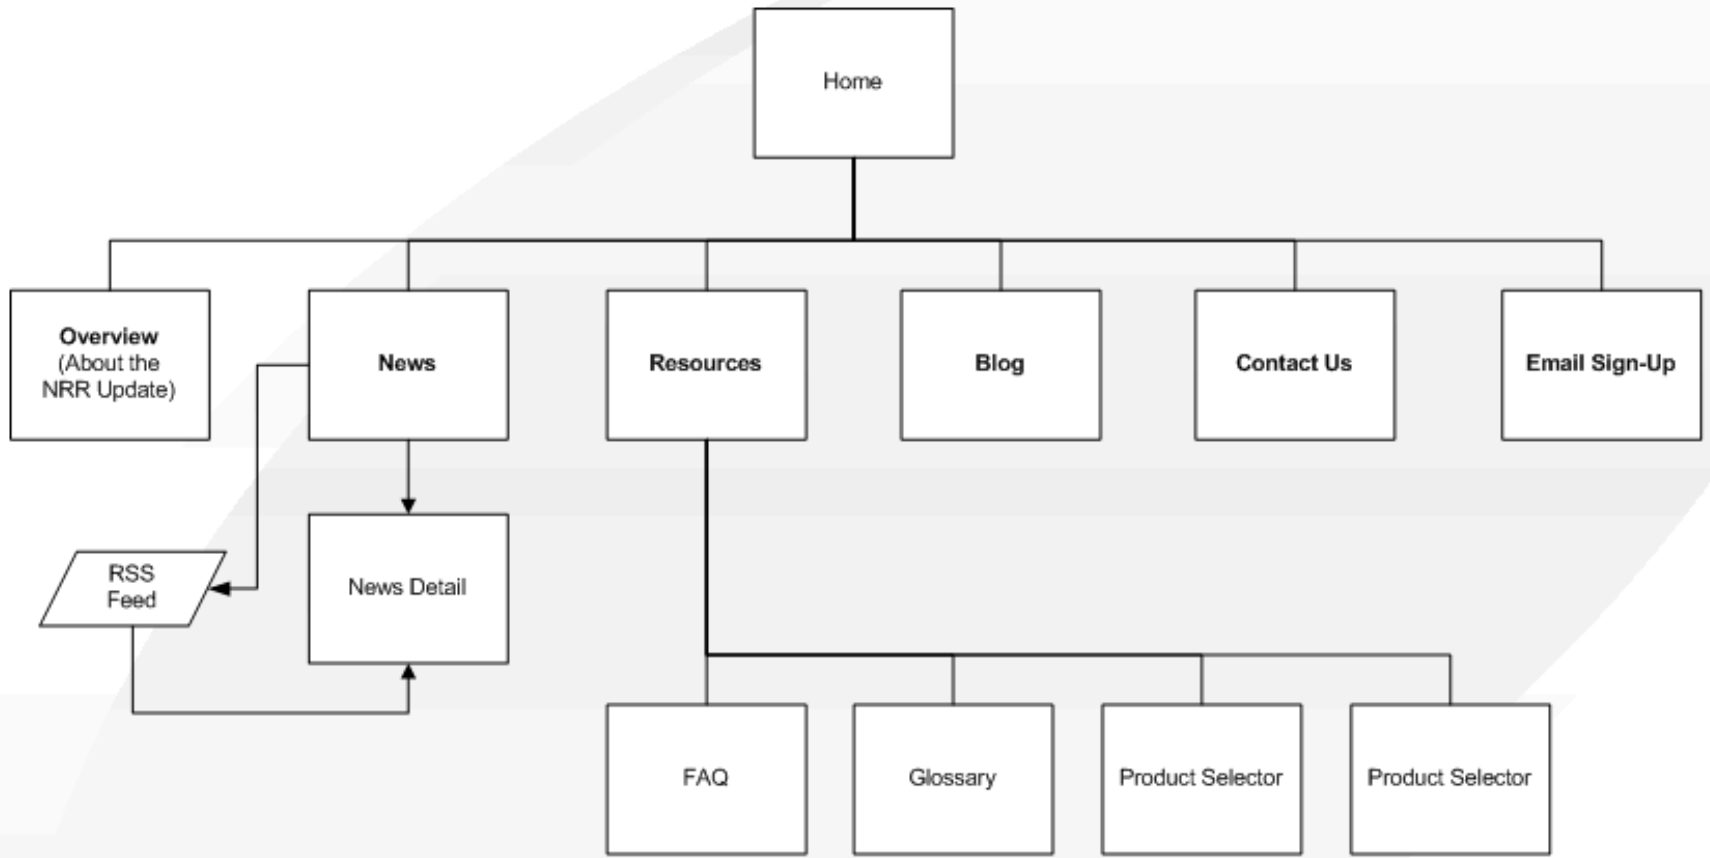 Home
Overview
(About the
NRR Update)
News
Resources
Blog
Contact Us
Email Sign-Up
RSS
Feed
News Detail
FAQ
Glossary
Product Selector
Product Selector